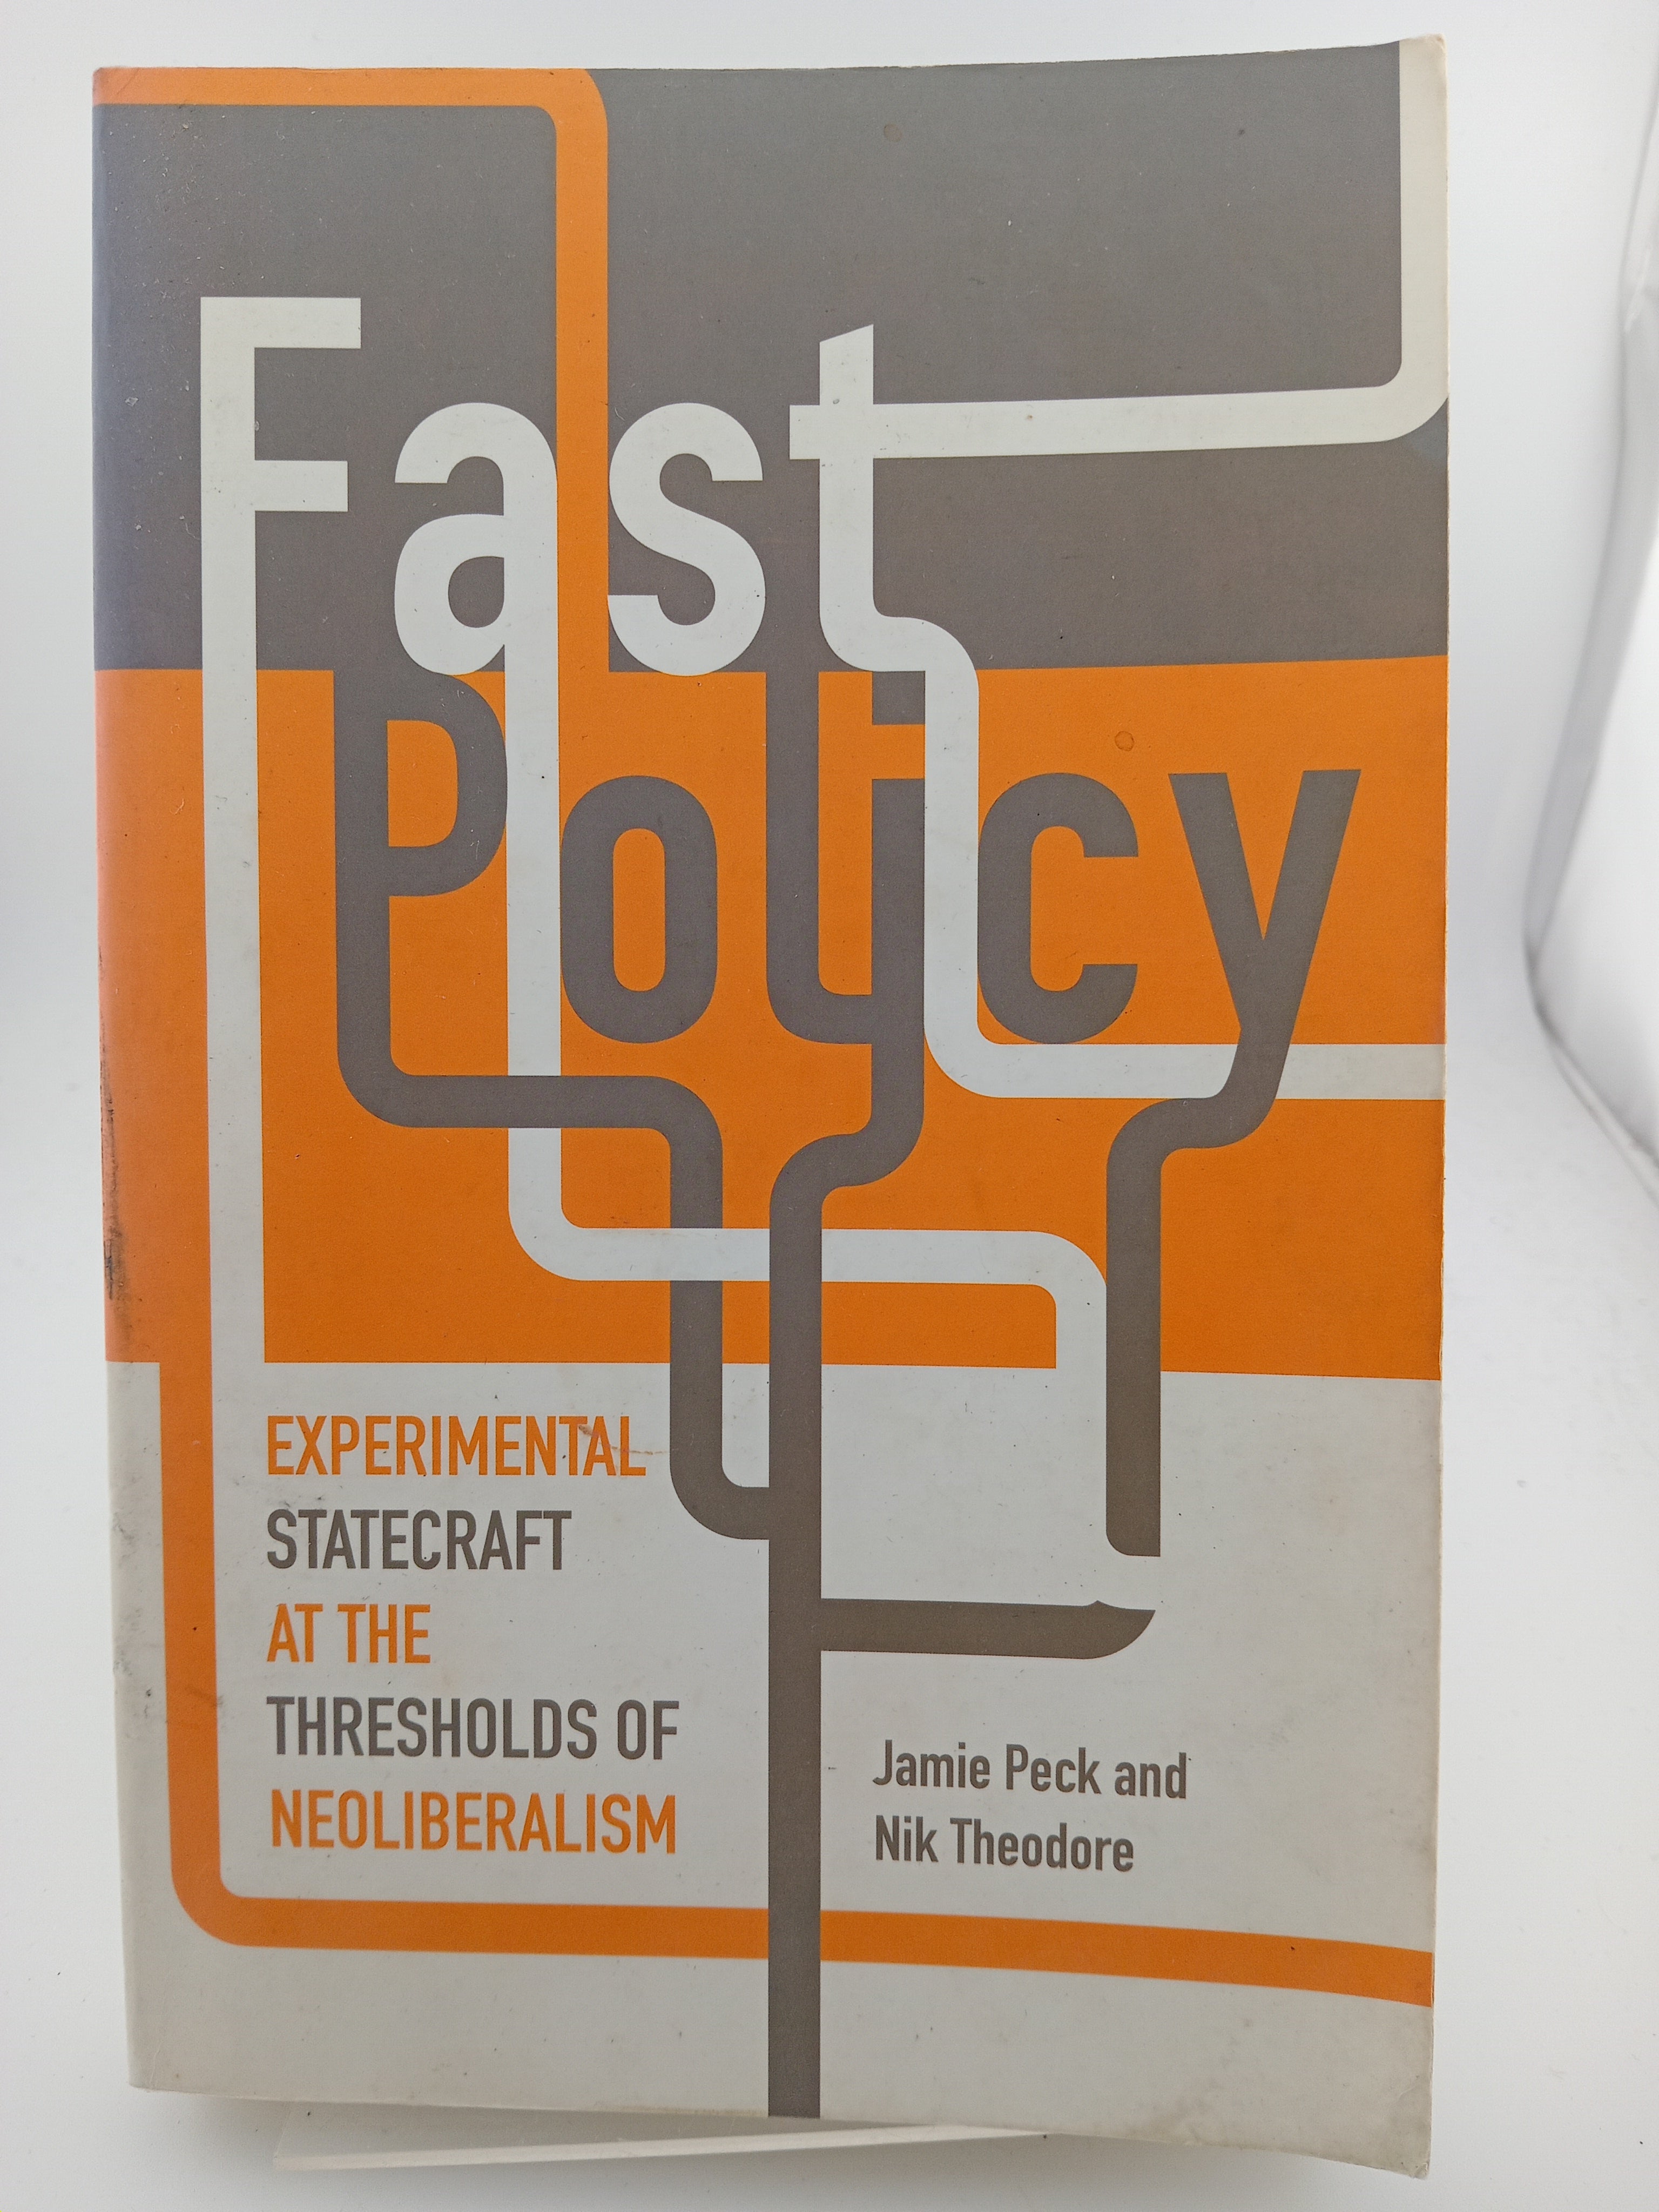 Fast
Policy
EXPERIMENTAL
STATECRAFT
AT THE
THRESHOLDS OF
NEOLIBERALISM
Jamie Peck and
Nik Theodore